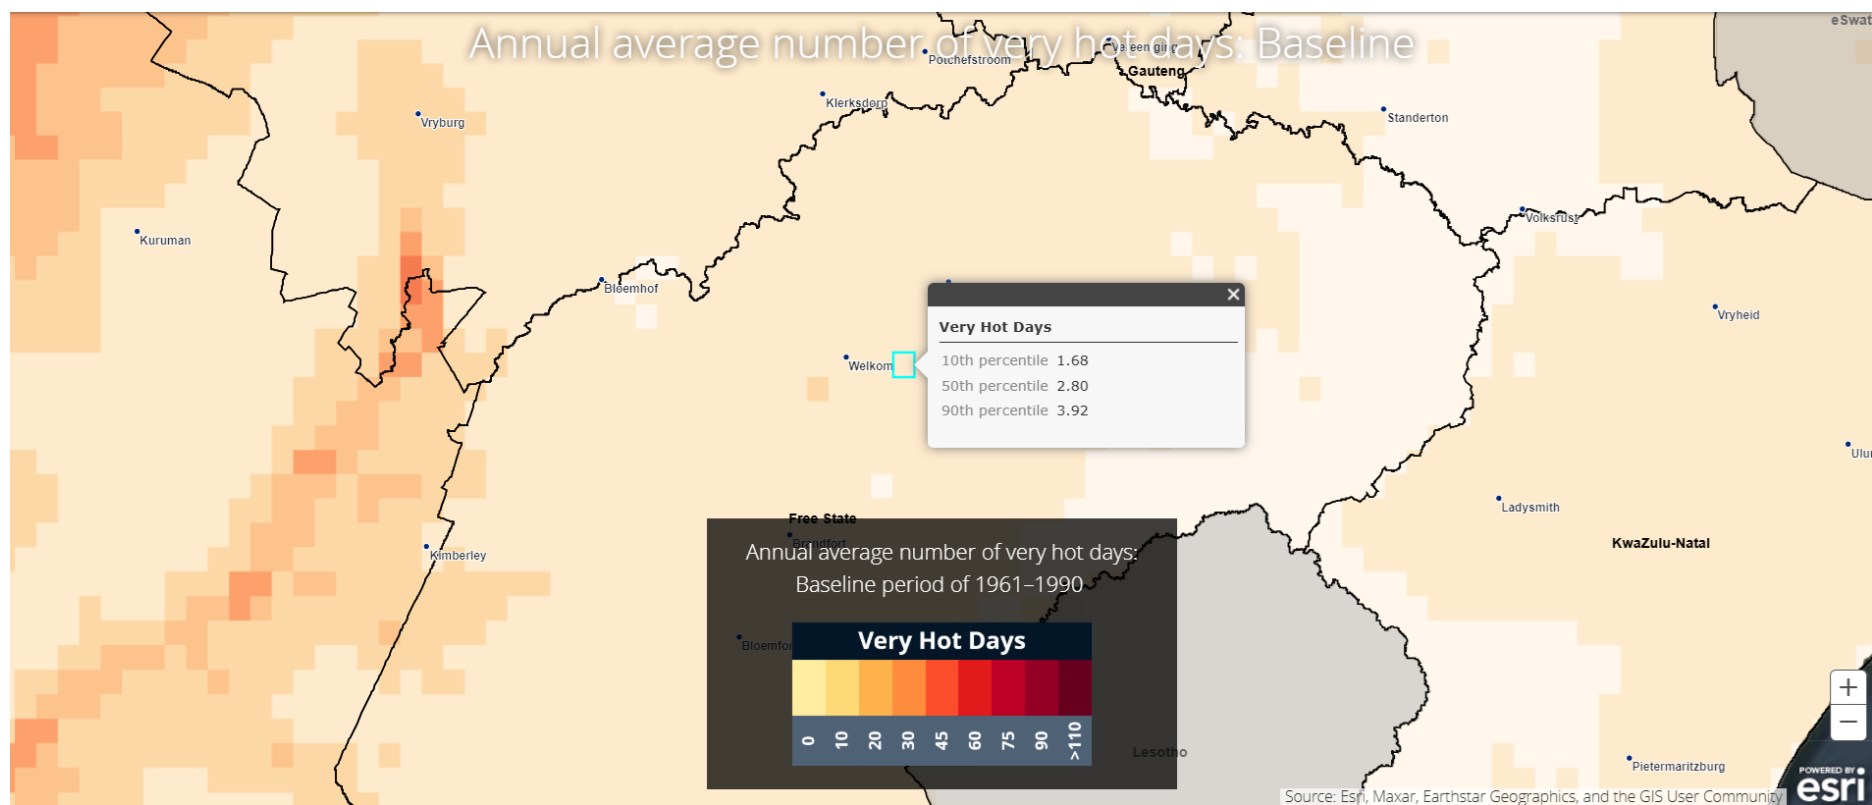 eSwat
Annual average number of very hot days: Baseline
Vereeniging
Potchefstroom
Gauteng
Klerksdorp
Standerton
Vryburg
Volksrust
Kuruman
Bloemhof
Very Hot Days
10th percentile 1.68
50th percentile 2.80
90th percentile 3.92
Vryheid
Welkom
Ulu
Ladysmith
Free State
Brandfort
KwaZulu-Natal
Kimberley
Annual average number of very hot days:
Baseline period of 1961–1990
Bloemfon
Very Hot Days
0 10 20 30 45 60 75 90 >110
Lesotho
Pietermaritzburg
+
−
POWERED BY
esri
Source: Esri, Maxar, Earthstar Geographics, and the GIS User Community